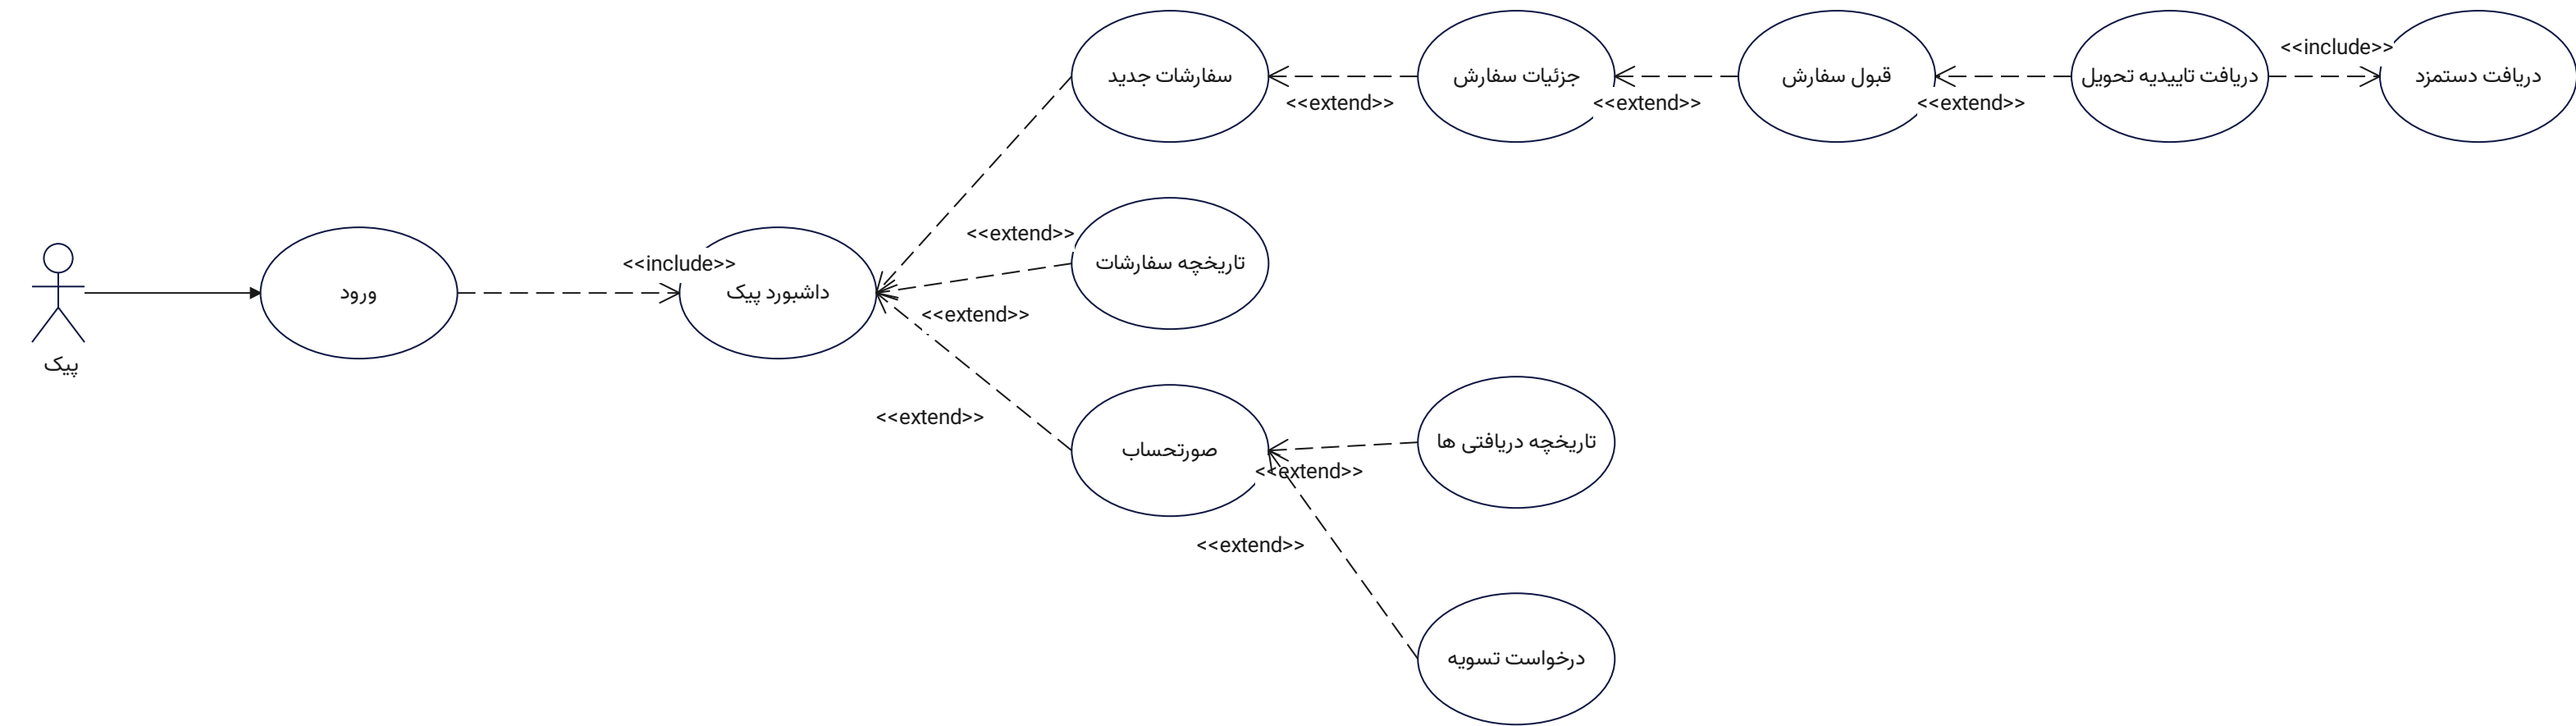 سفارشات جدید
<<extend>>
جزئیات سفارش
<<extend>>
قبول سفارش
<<extend>>
دریافت تاییدیه تحویل
<<include>>
دریافت دستمزد
پیک
ورود
<<include>>
داشبورد پیک
<<extend>>
تاریخچه سفارشات
<<extend>>
<<extend>>
صورتحساب
<<extend>>
تاریخچه دریافتی ها
<<extend>>
درخواست تسویه